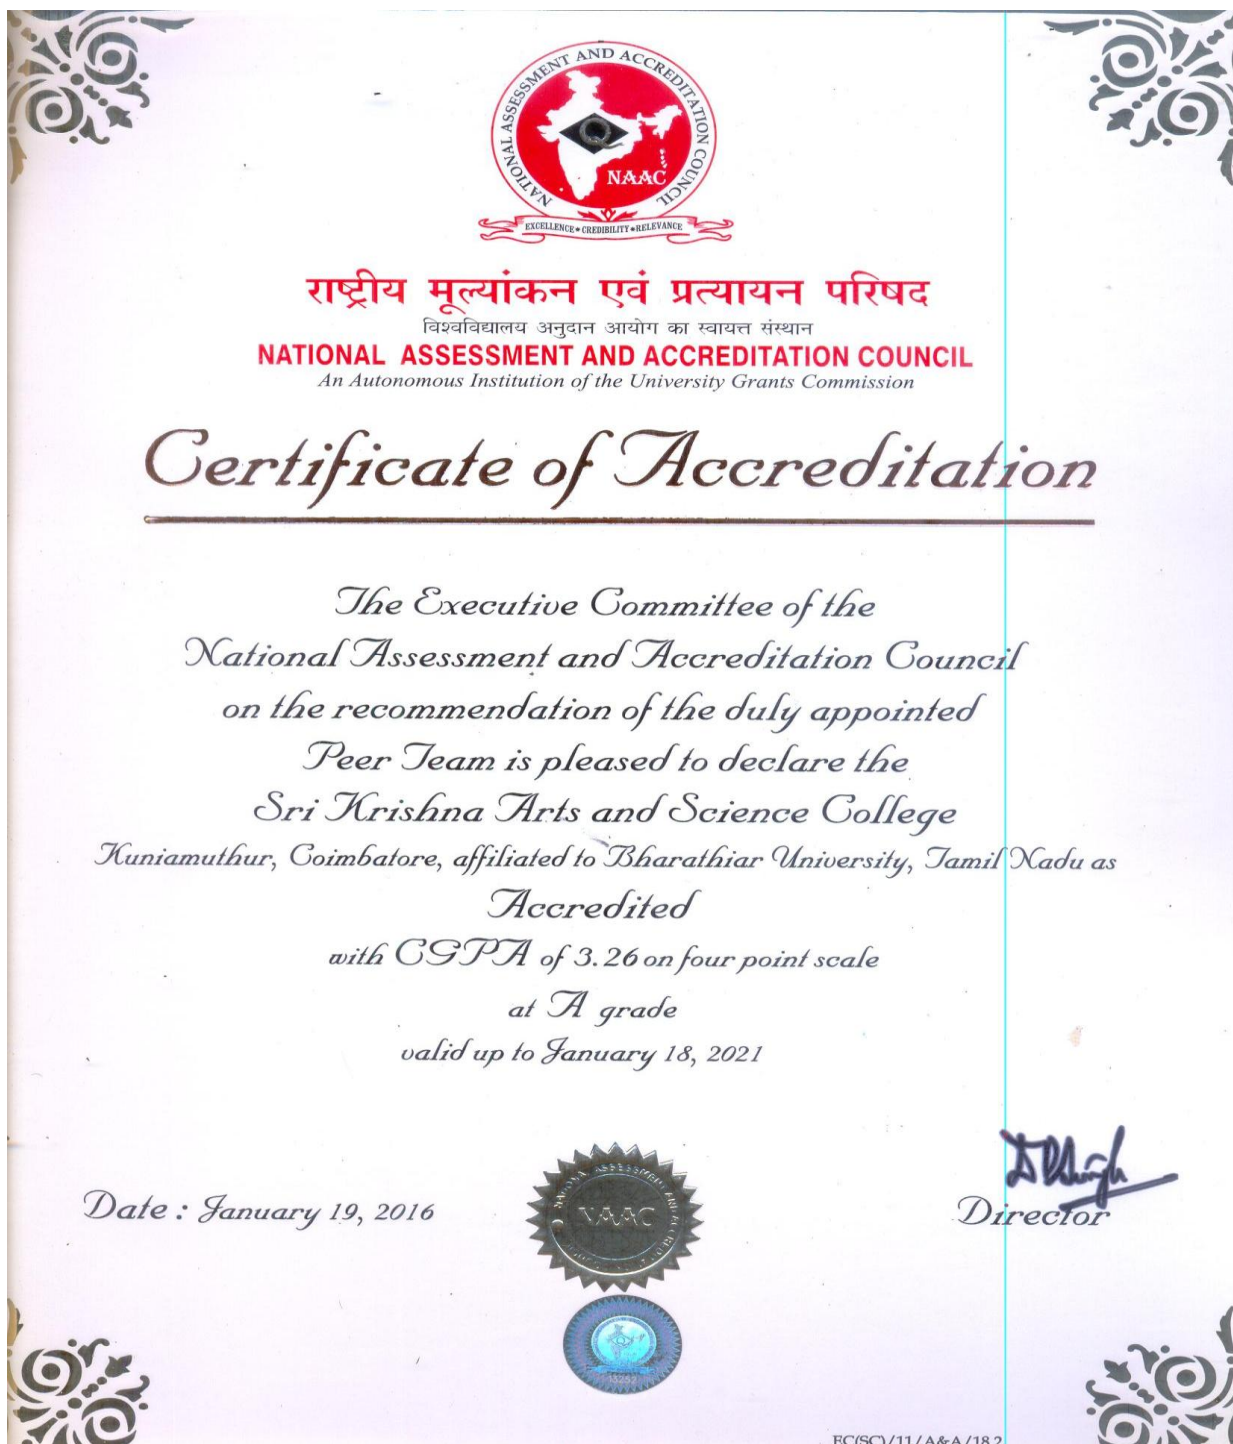 NATIONAL ASSESSMENT AND ACCREDITATION COUNCIL
NAAC
EXCELLENCE ★ CREDIBILITY ★ RELEVANCE
राष्ट्रीय मूल्यांकन एवं प्रत्यायन परिषद
विश्वविद्यालय अनुदान आयोग का स्वायत्त संस्थान
NATIONAL ASSESSMENT AND ACCREDITATION COUNCIL
An Autonomous Institution of the University Grants Commission
Certificate of Accreditation
The Executive Committee of the
National Assessment and Accreditation Council
on the recommendation of the duly appointed
Peer Team is pleased to declare the
Sri Krishna Arts and Science College
Kuniamuthur, Coimbatore, affiliated to Bharathiar University, Tamil Nadu as
Accredited
with CGPA of 3.26 on four point scale
at A grade
valid up to January 18, 2021
Date : January 19, 2016
NAAC
Director
EC(SC)/11/A&A/18.2